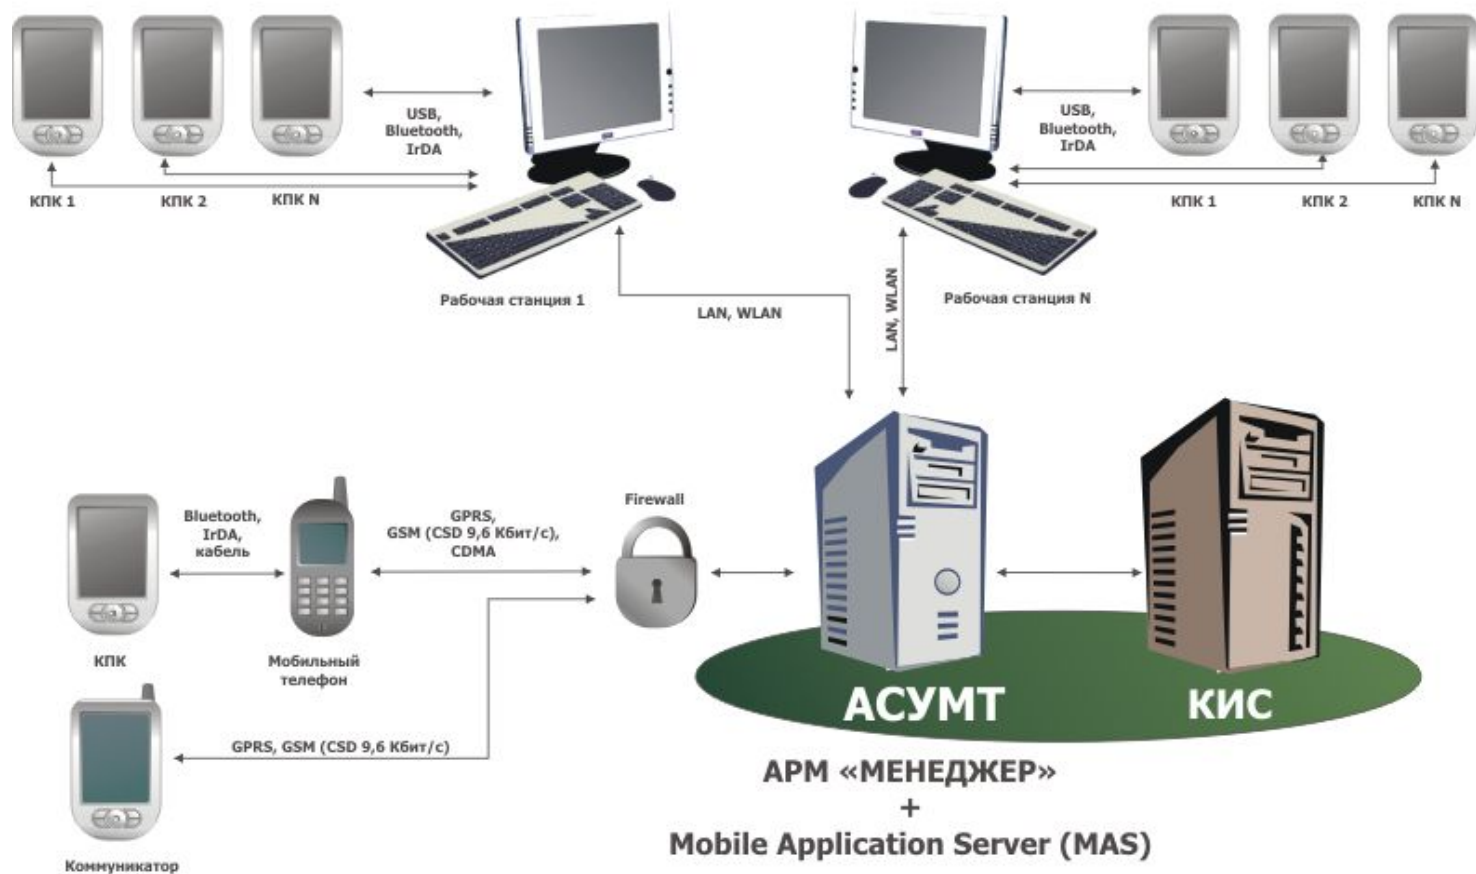 USB,
Bluetooth,
IrDA
КПК 1
КПК 2
КПК N
Рабочая станция 1
USB,
Bluetooth,
IrDA
КПК 1
КПК 2
КПК N
Рабочая станция N
LAN, WLAN
LAN, WLAN
Bluetooth,
IrDA,
кабель
GPRS,
GSM (CSD 9,6 Кбит/с),
CDMA
Firewall
КПК
Мобильный
телефон
GPRS, GSM (CSD 9,6 Кбит/с)
Коммуникатор
АСУМТ
КИС
АРМ «МЕНЕДЖЕР»
+
Mobile Application Server (MAS)